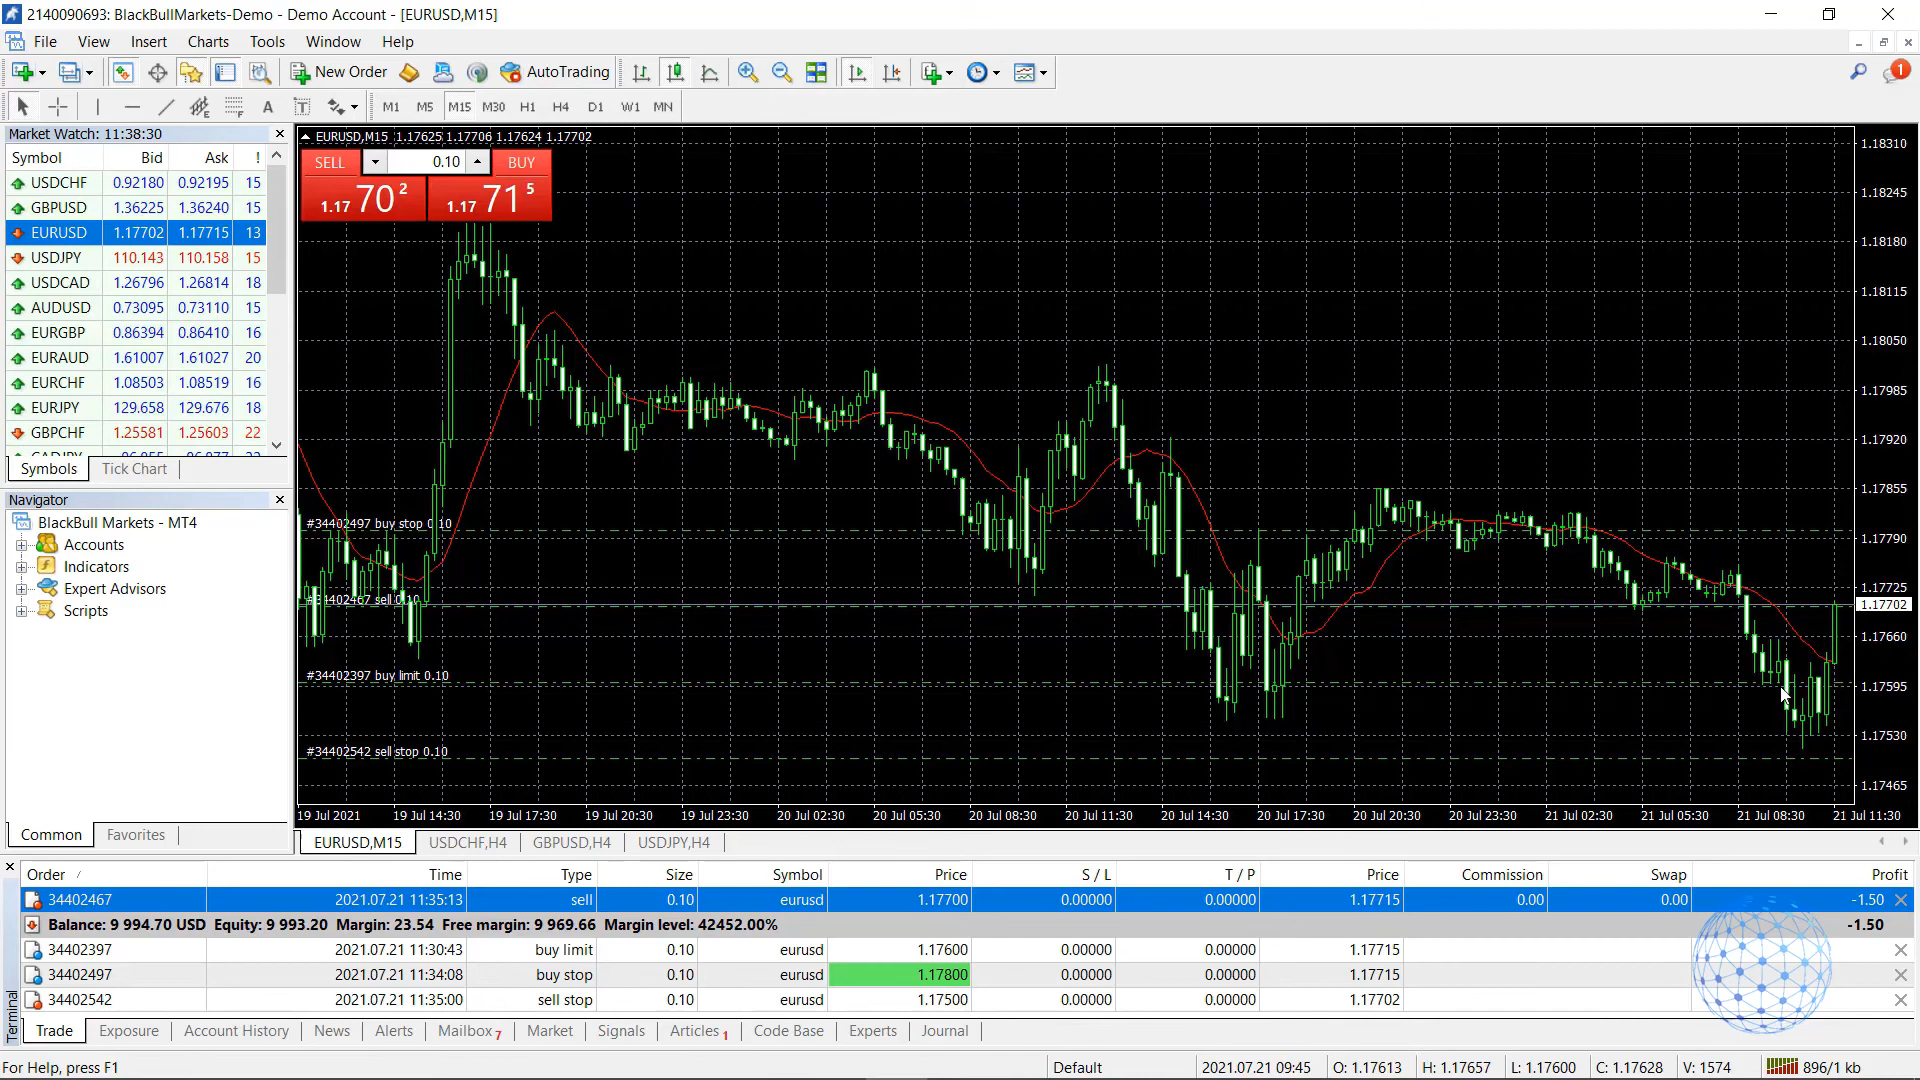 2140090693: BlackBullMarkets-Demo - Demo Account - [EURUSD,M15]
File View Insert Charts Tools Window Help
New Order AutoTrading 1
A T M1 M5 M15 M30 H1 H4 D1 W1 MN
Market Watch: 11:38:30
Symbol Bid Ask !
USDCHF 0.92180 0.92195 15
GBPUSD 1.36225 1.36240 15
EURUSD 1.17702 1.17715 13
USDJPY 110.143 110.158 15
USDCAD 1.26796 1.26814 18
AUDUSD 0.73095 0.73110 15
EURGBP 0.86394 0.86410 16
EURAUD 1.61007 1.61027 20
EURCHF 1.08503 1.08519 16
EURJPY 129.658 129.676 18
GBPCHF 1.25581 1.25603 22
Symbols Tick Chart
Navigator
BlackBull Markets - MT4
Accounts
Indicators
Expert Advisors
Scripts
Common Favorites
EURUSD,M15 1.17625 1.17706 1.17624 1.17702
SELL 0.10 BUY
1.17 70 2 1.17 71 5
#34402497 buy stop 0.10
#34402467 sell 0.10
#34402397 buy limit 0.10
#34402542 sell stop 0.10
1.18310
1.18245
1.18180
1.18115
1.18050
1.17985
1.17920
1.17855
1.17790
1.17725
1.17702
1.17660
1.17595
1.17530
1.17465
19 Jul 2021 19 Jul 14:30 19 Jul 17:30 19 Jul 20:30 19 Jul 23:30 20 Jul 02:30 20 Jul 05:30 20 Jul 08:30 20 Jul 11:30 20 Jul 14:30 20 Jul 17:30 20 Jul 20:30 20 Jul 23:30 21 Jul 02:30 21 Jul 05:30 21 Jul 08:30 21 Jul 11:30
EURUSD,M15 USDCHF,H4 GBPUSD,H4 USDJPY,H4
Order / Time Type Size Symbol Price S / L T / P Price Commission Swap Profit
34402467 2021.07.21 11:35:13 sell 0.10 eurusd 1.17700 0.00000 0.00000 1.17715 0.00 0.00 -1.50
Balance: 9 994.70 USD Equity: 9 993.20 Margin: 23.54 Free margin: 9 969.66 Margin level: 42452.00% -1.50
34402397 2021.07.21 11:30:43 buy limit 0.10 eurusd 1.17600 0.00000 0.00000 1.17715
34402497 2021.07.21 11:34:08 buy stop 0.10 eurusd 1.17800 0.00000 0.00000 1.17715
34402542 2021.07.21 11:35:00 sell stop 0.10 eurusd 1.17500 0.00000 0.00000 1.17702
Terminal
Trade Exposure Account History News Alerts Mailbox 7 Market Signals Articles 1 Code Base Experts Journal
For Help, press F1 Default 2021.07.21 09:45 O: 1.17613 H: 1.17657 L: 1.17600 C: 1.17628 V: 1574 896/1 kb